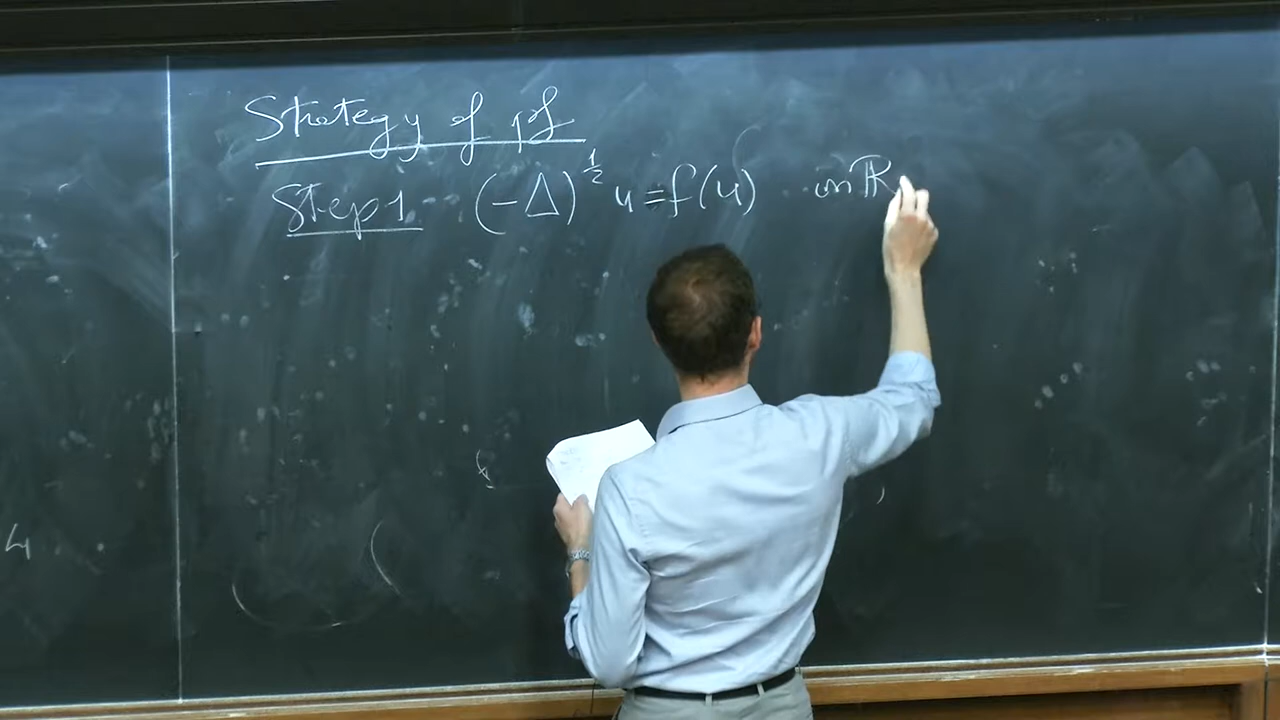 Strategy of pf
Step 1 (-Δ)^{1/2} u = f(u) in ℝ